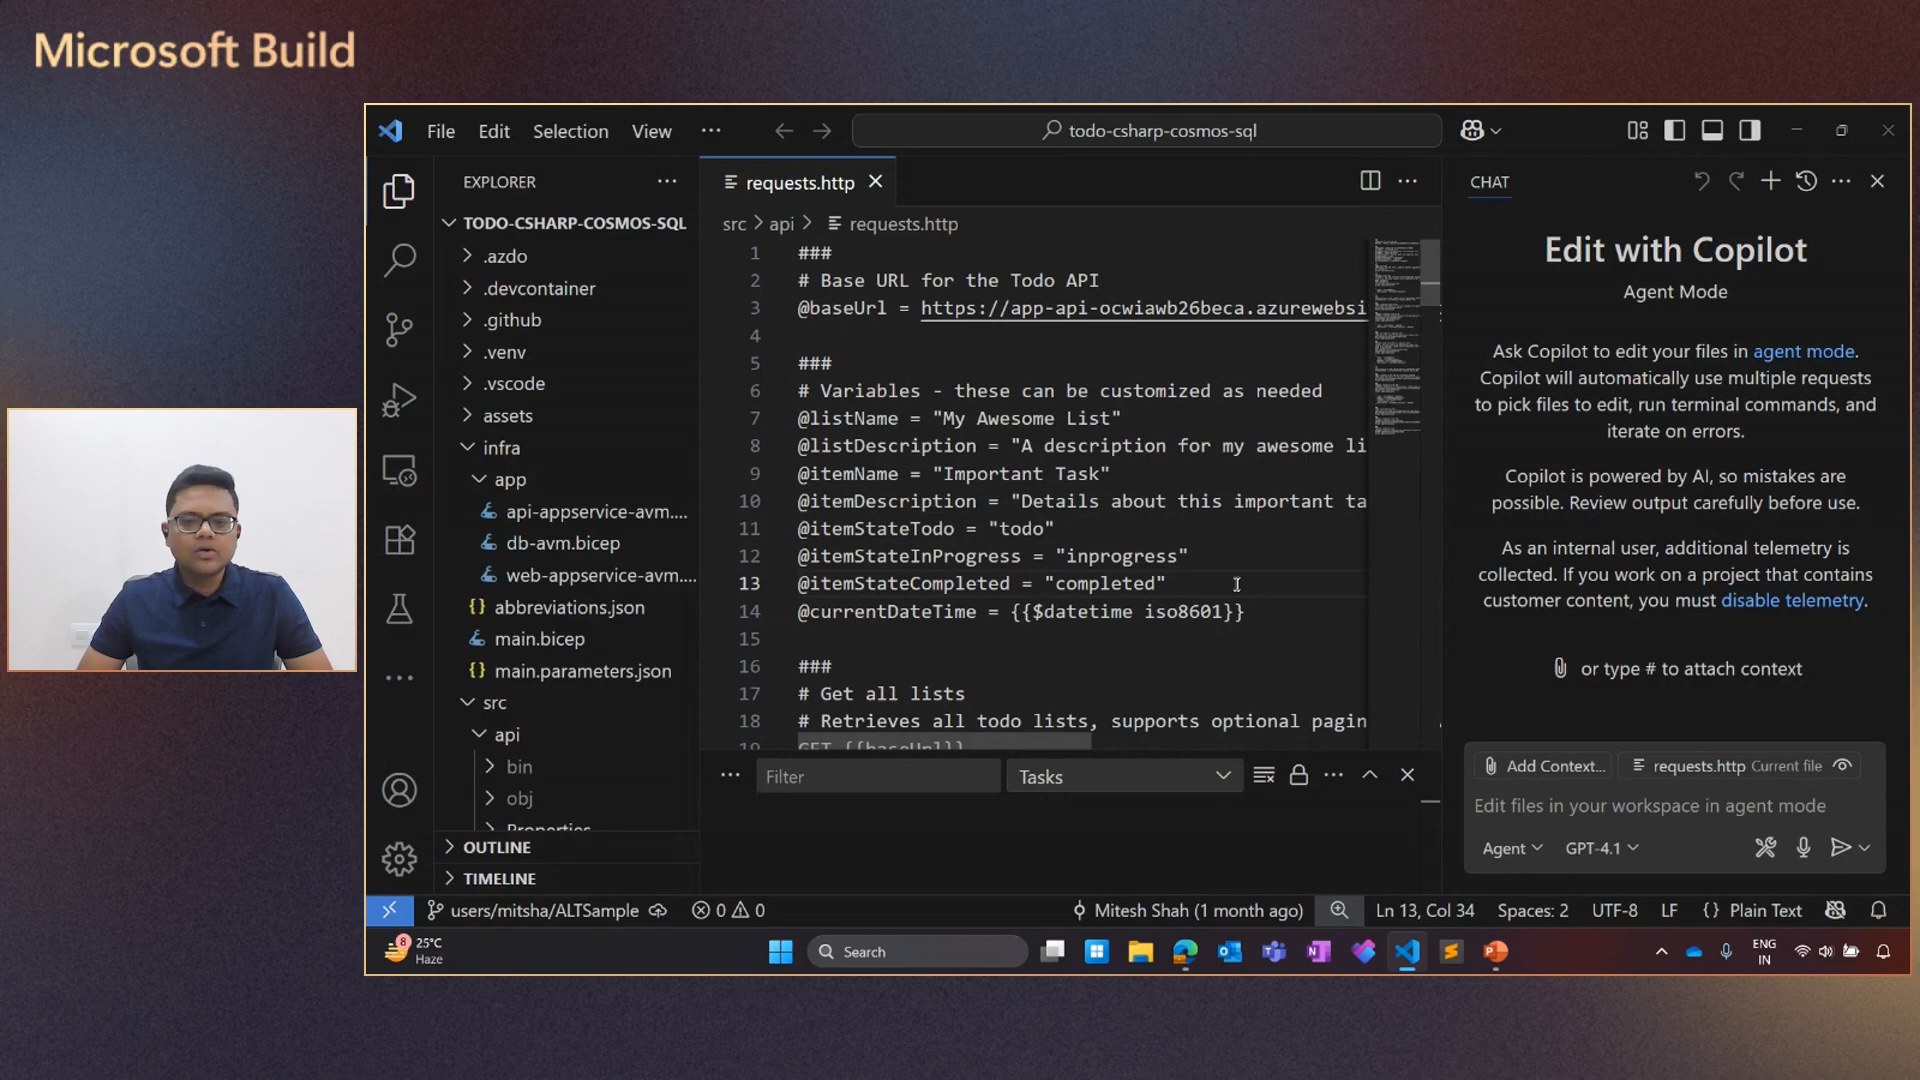 Microsoft Build
File Edit Selection View
todo-csharp-cosmos-sql
EXPLORER
TODO-CSHARP-COSMOS-SQL
.azdo
.devcontainer
.github
.venv
.vscode
assets
infra
app
api-appservice-avm....
db-avm.bicep
web-appservice-avm....
abbreviations.json
main.bicep
main.parameters.json
src
api
bin
obj
Properties
OUTLINE
TIMELINE
requests.http
src > api > requests.http
1 ###
2 # Base URL for the Todo API
3 @baseUrl = https://app-api-ocwiawb26beca.azurewebsi
4
5 ###
6 # Variables - these can be customized as needed
7 @listName = "My Awesome List"
8 @listDescription = "A description for my awesome li
9 @itemName = "Important Task"
10 @itemDescription = "Details about this important ta
11 @itemStateTodo = "todo"
12 @itemStateInProgress = "inprogress"
13 @itemStateCompleted = "completed"
14 @currentDateTime = {{$datetime iso8601}}
15
16 ###
17 # Get all lists
18 # Retrieves all todo lists, supports optional pagin
19 GET {{baseUrl}}
Filter
Tasks
CHAT
Edit with Copilot
Agent Mode
Ask Copilot to edit your files in agent mode.
Copilot will automatically use multiple requests
to pick files to edit, run terminal commands, and
iterate on errors.
Copilot is powered by AI, so mistakes are
possible. Review output carefully before use.
As an internal user, additional telemetry is
collected. If you work on a project that contains
customer content, you must disable telemetry.
or type # to attach context
Add Context... requests.http Current file
Edit files in your workspace in agent mode
Agent GPT-4.1
users/mitsha/ALTSample 0 0 Mitesh Shah (1 month ago) Ln 13, Col 34 Spaces: 2 UTF-8 LF {} Plain Text
8
25°C
Haze
Search
ENG
IN